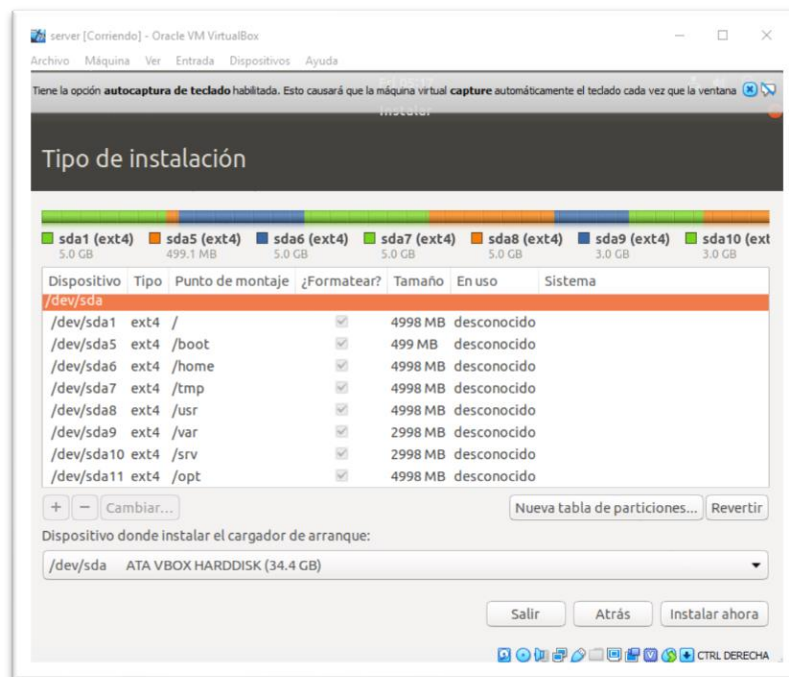 server [Corriendo] - Oracle VM VirtualBox
Archivo Máquina Ver Entrada Dispositivos Ayuda
Tiene la opción autocaptura de teclado habilitada. Esto causará que la máquina virtual capture automáticamente el teclado cada vez que la ventana
Instalar
Tipo de instalación
sda1 (ext4) sda5 (ext4) sda6 (ext4) sda7 (ext4) sda8 (ext4) sda9 (ext4) sda10 (ext
5.0 GB 499.1 MB 5.0 GB 5.0 GB 5.0 GB 3.0 GB 3.0 GB
Dispositivo Tipo Punto de montaje ¿Formatear? Tamaño En uso Sistema
/dev/sda
/dev/sda1 ext4 / 4998 MB desconocido
/dev/sda5 ext4 /boot 499 MB desconocido
/dev/sda6 ext4 /home 4998 MB desconocido
/dev/sda7 ext4 /tmp 4998 MB desconocido
/dev/sda8 ext4 /usr 4998 MB desconocido
/dev/sda9 ext4 /var 2998 MB desconocido
/dev/sda10 ext4 /srv 2998 MB desconocido
/dev/sda11 ext4 /opt 4998 MB desconocido
+ - Cambiar... Nueva tabla de particiones... Revertir
Dispositivo donde instalar el cargador de arranque:
/dev/sda ATA VBOX HARDDISK (34.4 GB)
Salir Atrás Instalar ahora
CTRL DERECHA